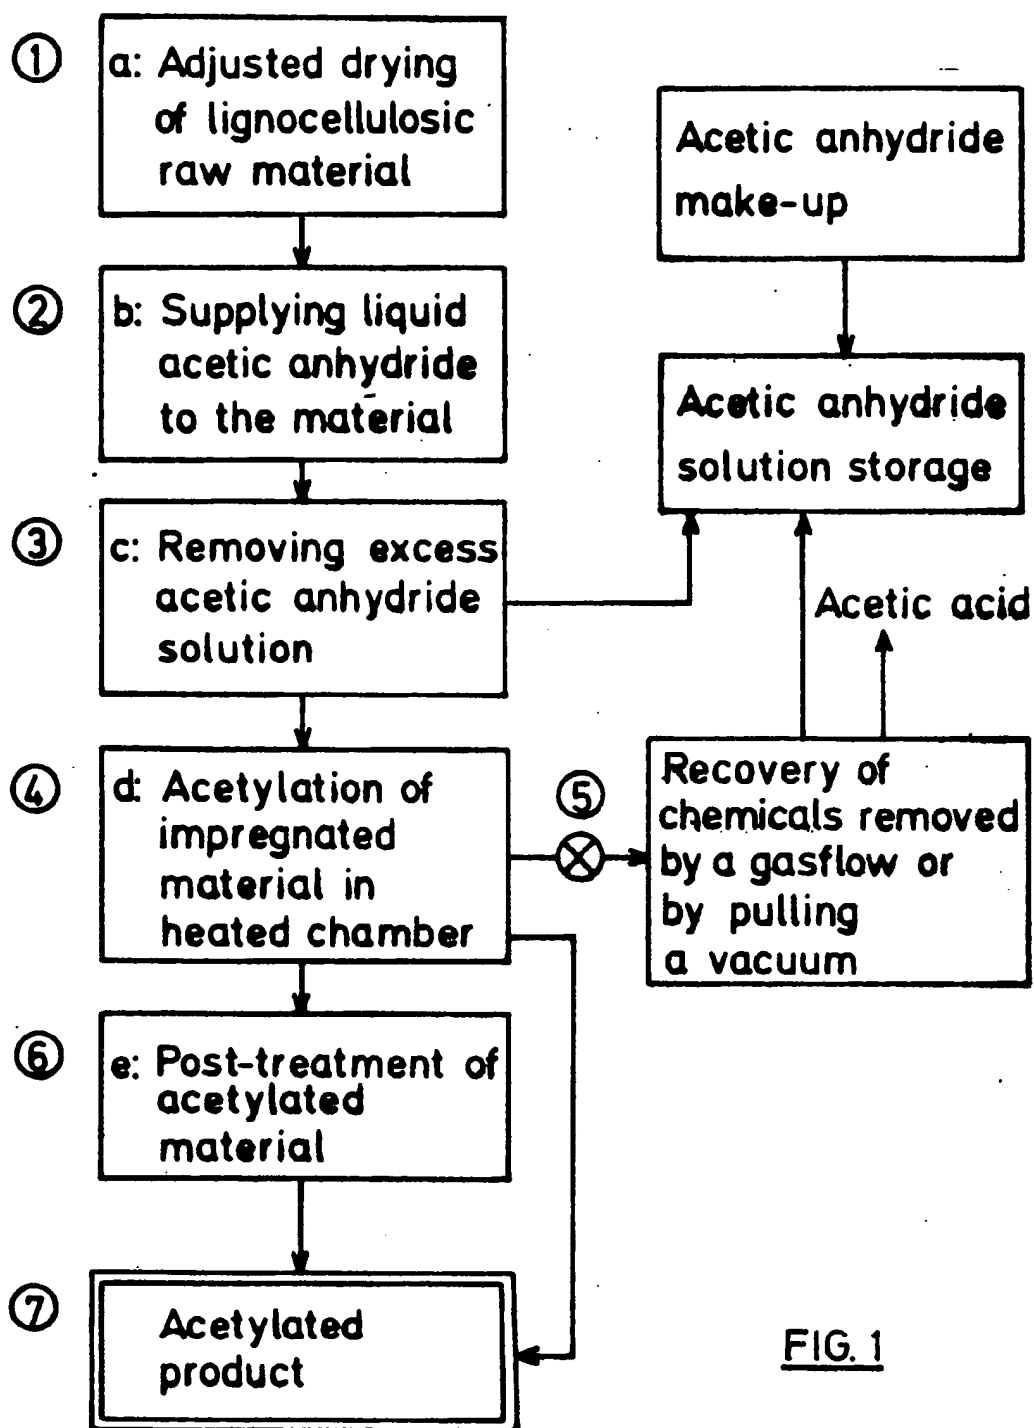 ① a: Adjusted drying
of lignocellulosic
raw material
② b: Supplying liquid
acetic anhydride
to the material
③ c: Removing excess
acetic anhydride
solution
④ d: Acetylation of
impregnated
material in
heated chamber
⑤
⑥ e: Post-treatment of
acetylated
material
⑦ Acetylated
product
Acetic anhydride
make-up
Acetic anhydride
solution storage
Acetic acid
Recovery of
chemicals removed
by a gasflow or
by pulling
a vacuum
FIG. 1